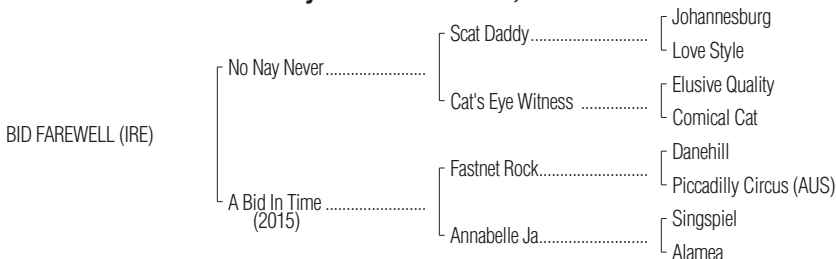 Johannesburg
Scat Daddy
Love Style
No Nay Never
Elusive Quality
Cat's Eye Witness
Comical Cat
BID FAREWELL (IRE)
Danehill
Fastnet Rock
Piccadilly Circus (AUS)
A Bid In Time
(2015)
Singspiel
Annabelle Ja
Alamea